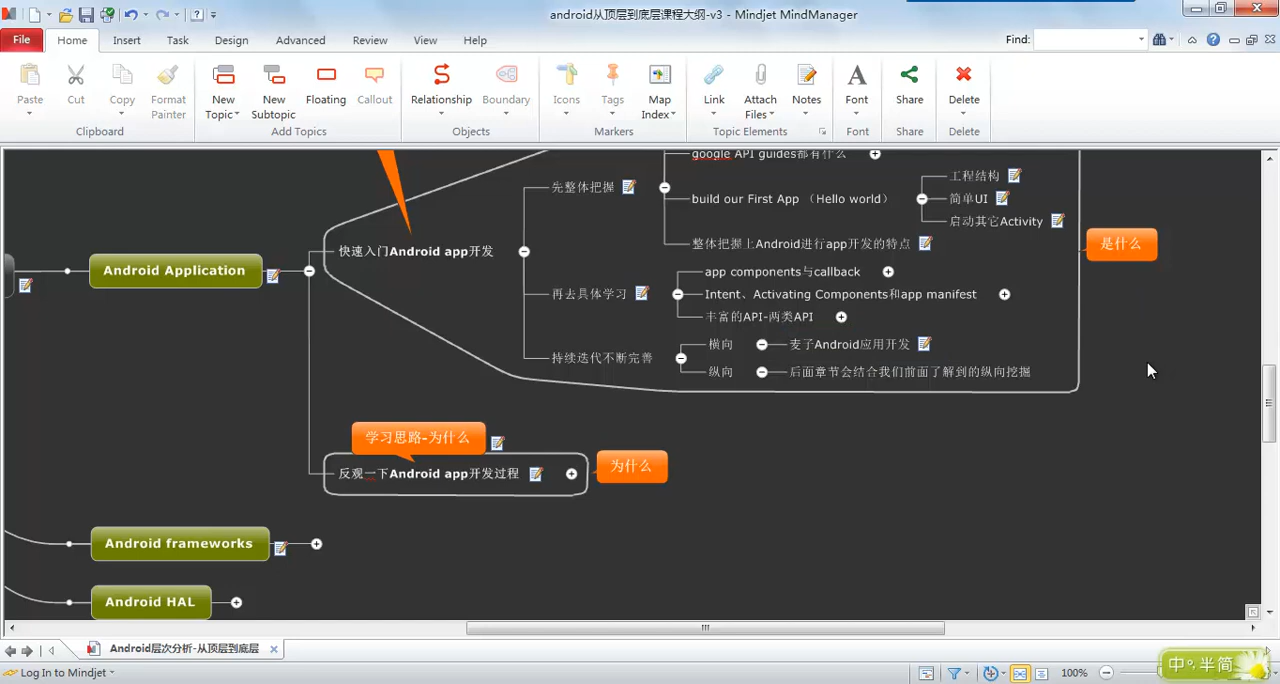 android从顶层到底层课程大纲-v3 - Mindjet MindManager
File Home Insert Task Design Advanced Review View Help Find:
Paste Cut Copy Format Painter New Topic New Subtopic Floating Callout Relationship Boundary Icons Tags Map Index Link Attach Files Notes Font Share Delete
Clipboard Add Topics Objects Markers Topic Elements Font Share Delete
google API guides都有什么
工程结构
先整体把握
build our First App （Hello world）
简单UI
启动其它Activity
整体把握上Android进行app开发的特点
是什么
快速入门Android app开发
Android Application
app components与callback
再去具体学习
Intent、Activating Components和app manifest
丰富的API-两类API
横向
麦子Android应用开发
持续迭代不断完善
纵向
后面章节会结合我们前面了解到的纵向挖掘
学习思路-为什么
反观一下Android app开发过程
为什么
Android frameworks
Android HAL
Android层次分析-从顶层到底层
Log In to Mindjet
100%
中°,半简